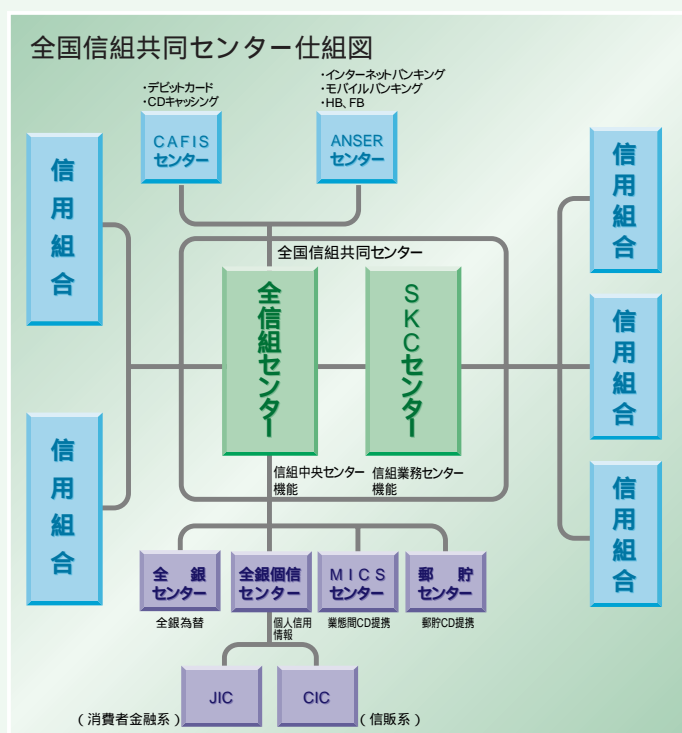 全国信組共同センター仕組図
・デビットカード
・CDキャッシング
・インターネットバンキング
・モバイルバンキング
・HB、FB
CAFIS
センター
ANSER
センター
信用組合
信用組合
全国信組共同センター
全信組センター
SKCセンター
信組中央センター
機能
信組業務センター
機能
信用組合
信用組合
信用組合
全銀
センター
全銀為替
全銀個信
センター
個人信用
情報
MICS
センター
業態間CD提携
郵貯
センター
郵貯CD提携
JIC
(消費者金融系)
CIC
(信販系)